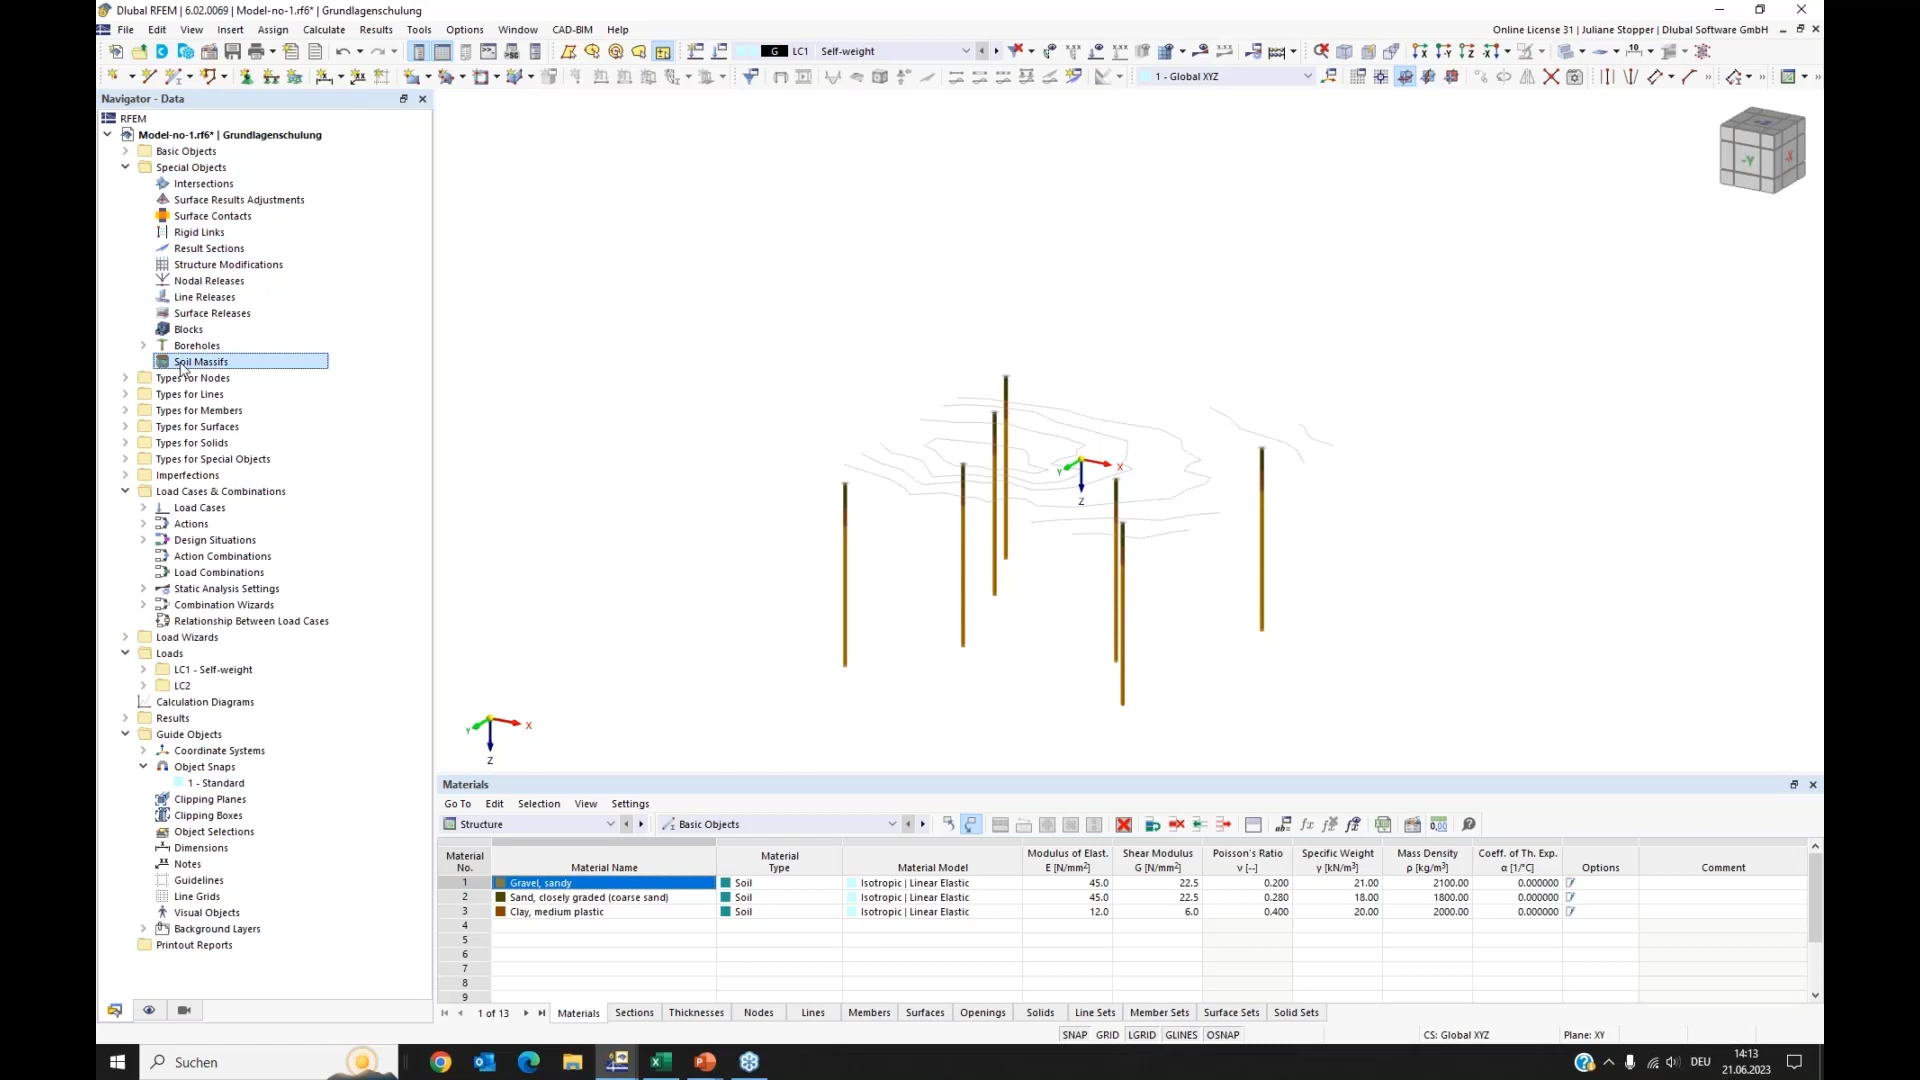 Dlubal RFEM | 6.02.0069 | Model-no-1.rf6* | Grundlagenschulung
File Edit View Insert Assign Calculate Results Tools Options Window CAD-BIM Help
Online License 31 | Juliane Stopper | Dlubal Software GmbH
G LC1 Self-weight
1 - Global XYZ
Navigator - Data
RFEM
Model-no-1.rf6* | Grundlagenschulung
Basic Objects
Special Objects
Intersections
Surface Results Adjustments
Surface Contacts
Rigid Links
Result Sections
Structure Modifications
Nodal Releases
Line Releases
Surface Releases
Blocks
Boreholes
Soil Massifs
Types for Nodes
Types for Lines
Types for Members
Types for Surfaces
Types for Solids
Types for Special Objects
Imperfections
Load Cases & Combinations
Load Cases
Actions
Design Situations
Action Combinations
Load Combinations
Static Analysis Settings
Combination Wizards
Relationship Between Load Cases
Load Wizards
Loads
LC1 - Self-weight
LC2
Calculation Diagrams
Results
Guide Objects
Coordinate Systems
Object Snaps
1 - Standard
Clipping Planes
Clipping Boxes
Object Selections
Dimensions
Notes
Guidelines
Line Grids
Visual Objects
Background Layers
Printout Reports
-Y -X
Y X
Z
Y X
Z
Materials
Go To Edit Selection View Settings
Structure Basic Objects
Material No. Material Name Material Type Material Model Modulus of Elast. E [N/mm²] Shear Modulus G [N/mm²] Poisson's Ratio ν [--] Specific Weight γ [kN/m³] Mass Density ρ [kg/m³] Coeff. of Th. Exp. α [1/°C] Options Comment
1 Gravel, sandy Soil Isotropic | Linear Elastic 45.0 22.5 0.200 21.00 2100.00 0.000000
2 Sand, closely graded (coarse sand) Soil Isotropic | Linear Elastic 45.0 22.5 0.280 18.00 1800.00 0.000000
3 Clay, medium plastic Soil Isotropic | Linear Elastic 12.0 6.0 0.400 20.00 2000.00 0.000000
4
5
6
7
8
9
1 of 13 Materials Sections Thicknesses Nodes Lines Members Surfaces Openings Solids Line Sets Member Sets Surface Sets Solid Sets
SNAP GRID LGRID GLINES OSNAP CS: Global XYZ Plane: XY
Suchen
DEU 14:13
21.06.2023